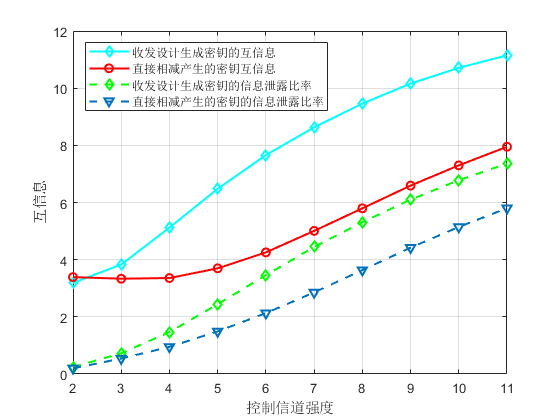 12
10
8
6
4
2
0
互信息
收发设计生成密钥的互信息
直接相减产生的密钥互信息
收发设计生成密钥的信息泄露比率
直接相减产生的密钥的信息泄露比率
2 3 4 5 6 7 8 9 10 11
控制信道强度